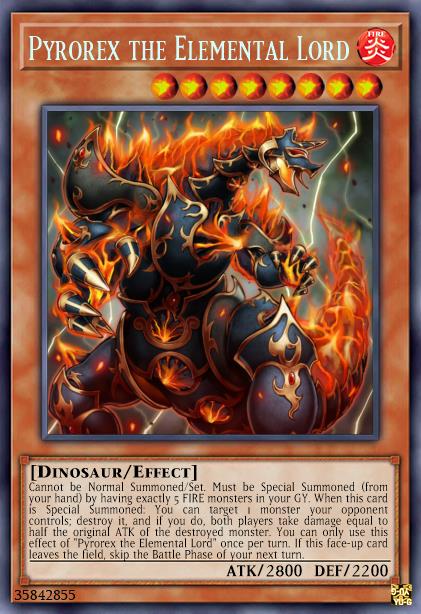 Pyrorex the Elemental Lord
FIRE
炎
[Dinosaur/Effect]
Cannot be Normal Summoned/Set. Must be Special Summoned (from
your hand) by having exactly 5 FIRE monsters in your GY. When this card
is Special Summoned: You can target 1 monster your opponent
controls; destroy it, and if you do, both players take damage equal to
half the original ATK of the destroyed monster. You can only use this
effect of "Pyrorex the Elemental Lord" once per turn. If this face-up card
leaves the field, skip the Battle Phase of your next turn.
ATK/2800 DEF/2200
35842855